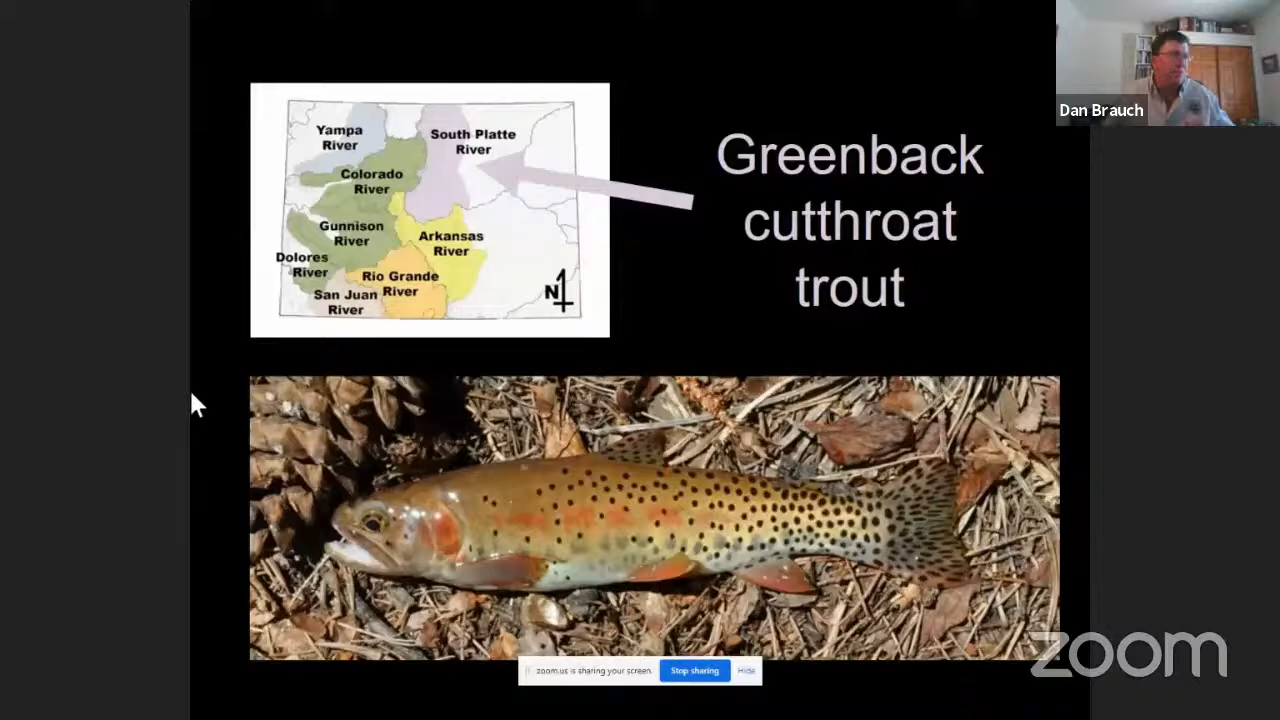 Dan Brauch
Greenback
cutthroat
trout
Yampa
River
South Platte
River
Colorado
River
Gunnison
River
Arkansas
River
Dolores
River
Rio Grande
River
San Juan
River
N
zoom.us is sharing your screen.
Stop sharing
Hide
zoom